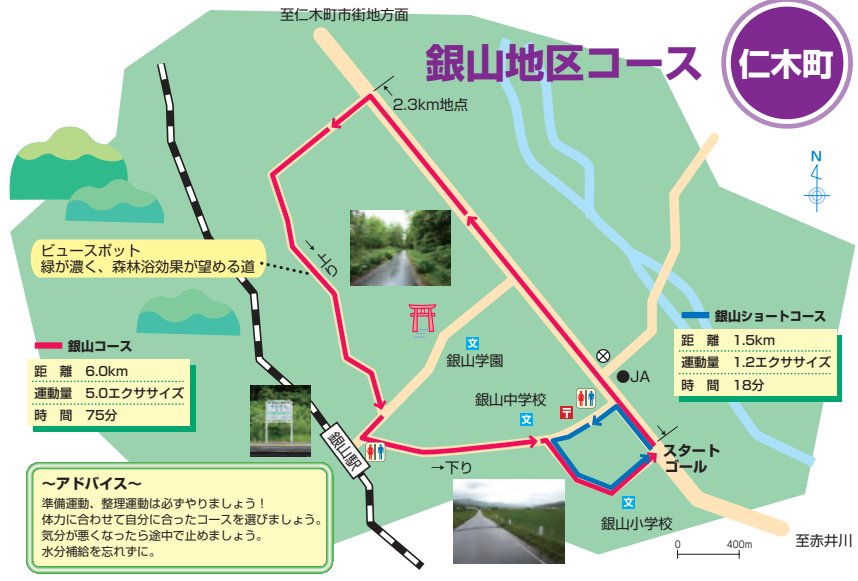 至仁木町市街地方面
銀山地区コース
仁木町
2.3km地点
N
ビュースポット
緑が濃く、森林浴効果が望める道
→下り
銀山コース
距 離 6.0km
運動量 5.0エクササイズ
時 間 75分
銀山ショートコース
距 離 1.5km
運動量 1.2エクササイズ
時 間 18分
文
銀山学園
JA
銀山中学校
文
〒
銀山駅
→下り
スタート
ゴール
文
銀山小学校
～アドバイス～
準備運動、整理運動は必ずやりましょう！
体力に合わせて自分に合ったコースを選びましょう。
気分が悪くなったら途中で止めましょう。
水分補給を忘れずに。
0 400m
至赤井川